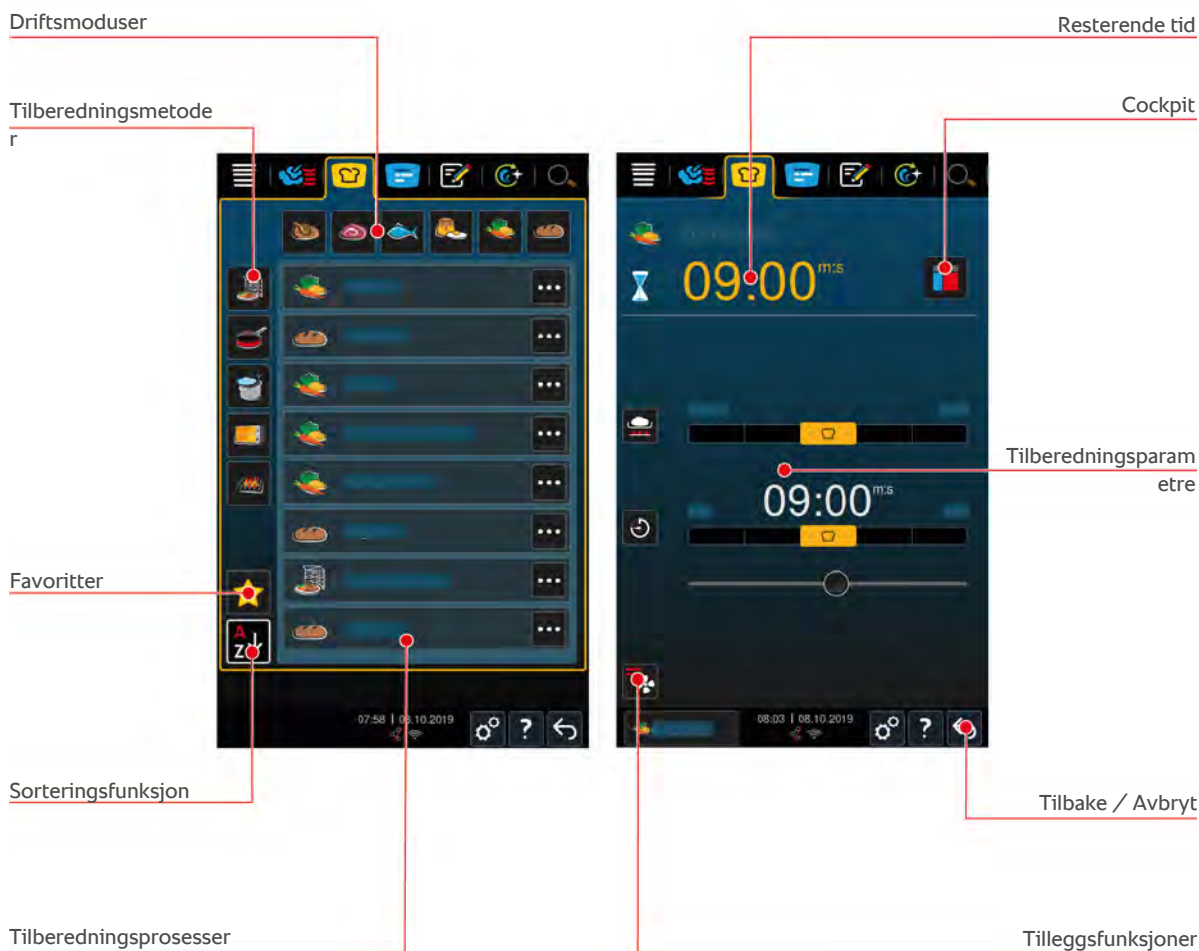 Driftsmoduser
Resterende tid
Tilberedningsmetode
r
Cockpit
09:00 m:s
Tilberedningsparam
etre
09:00 m:s
Favoritter
A
Z
07:58 | 08.10.2019
?
08:03 | 08.10.2019
?
Sorteringsfunksjon
Tilbake / Avbryt
Tilberedningsprosesser
Tilleggsfunksjoner